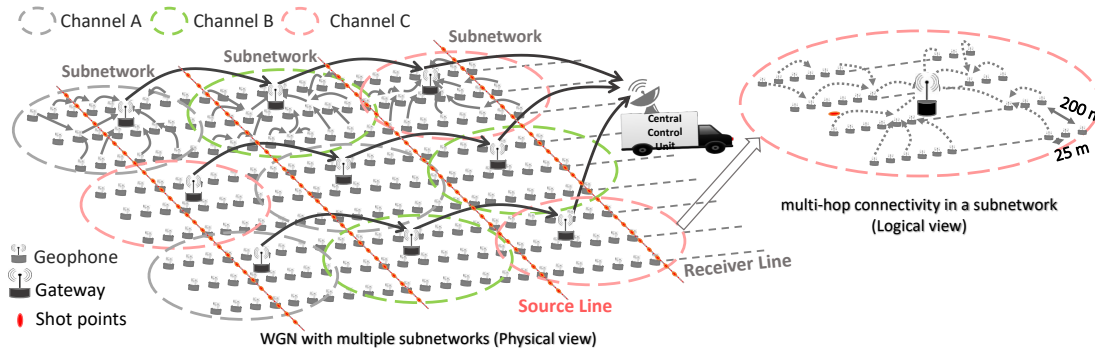 Channel A
Channel B
Channel C
Subnetwork
Subnetwork
Subnetwork
Central
Control
Unit
200 m
25 m
multi-hop connectivity in a subnetwork
(Logical view)
Geophone
Gateway
Shot points
Receiver Line
Source Line
WGN with multiple subnetworks (Physical view)